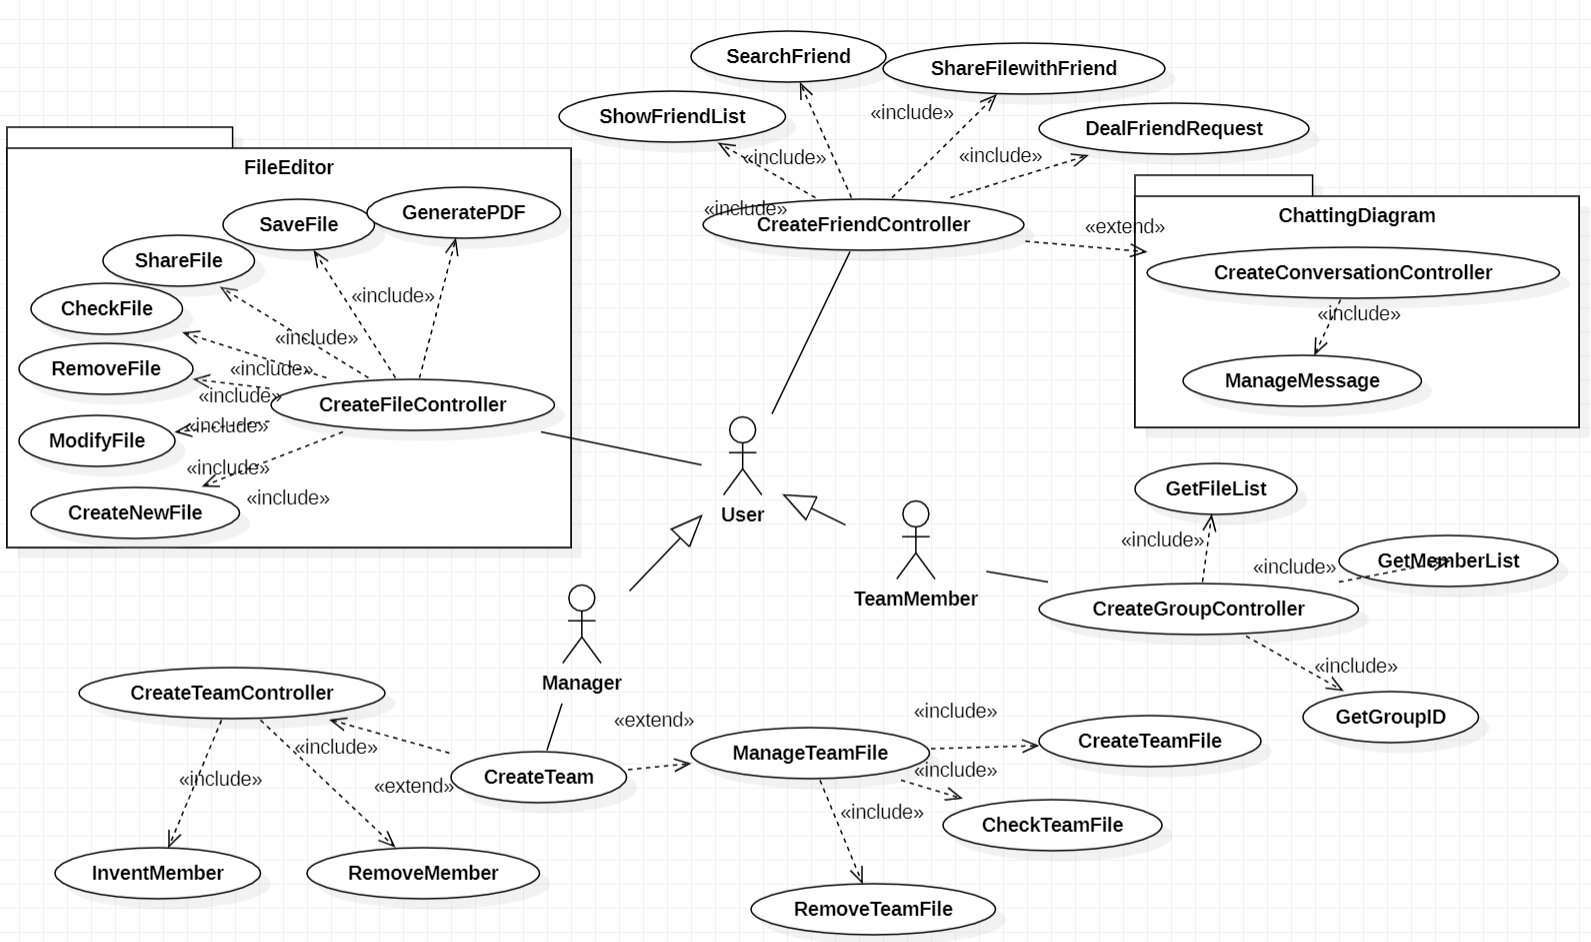 SearchFriend
ShareFilewithFriend
«include»
ShowFriendList
DealFriendRequest
«include»
«include»
FileEditor
«include»
CreateFriendController
ChattingDiagram
«extend»
GeneratePDF
SaveFile
ShareFile
CreateConversationController
«include»
«include»
CheckFile
«include»
RemoveFile
«include»
ManageMessage
«include»
CreateFileController
«include»
ModifyFile
«include»
«include»
CreateNewFile
User
GetFileList
«include»
GetMemberList
«include»
TeamMember
CreateGroupController
Manager
«include»
CreateTeamController
GetGroupID
«extend»
«include»
«include»
ManageTeamFile
CreateTeamFile
«include»
CreateTeam
«include»
«extend»
«include»
CheckTeamFile
InventMember
RemoveMember
RemoveTeamFile